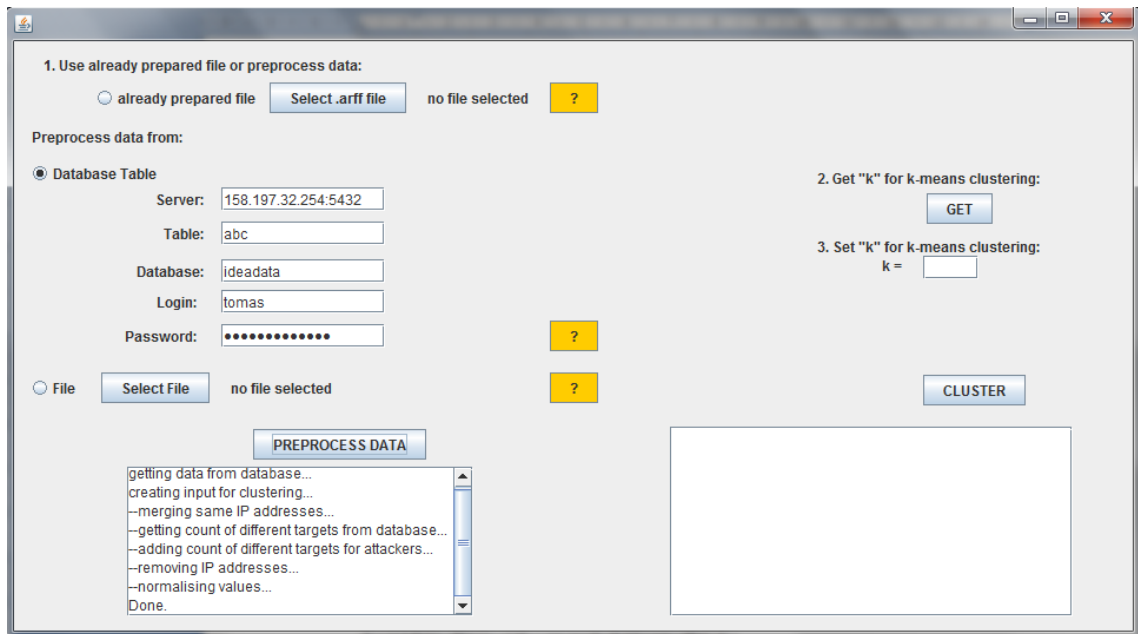 1. Use already prepared file or preprocess data:
already prepared file
Select .arff file
no file selected
?
Preprocess data from:
Database Table
Server:
158.197.32.254:5432
Table:
abc
Database:
ideadata
Login:
tomas
Password:
•••••••••••••
?
File
Select File
no file selected
?
PREPROCESS DATA
getting data from database...
creating input for clustering...
--merging same IP addresses...
--getting count of different targets from database...
--adding count of different targets for attackers...
--removing IP addresses...
--normalising values...
Done.
2. Get "k" for k-means clustering:
GET
3. Set "k" for k-means clustering:
k =
CLUSTER